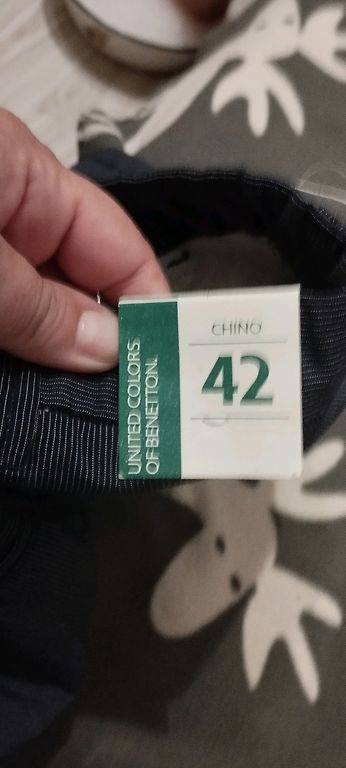 UNITED COLORS
OF BENETTON.
CHINO
42